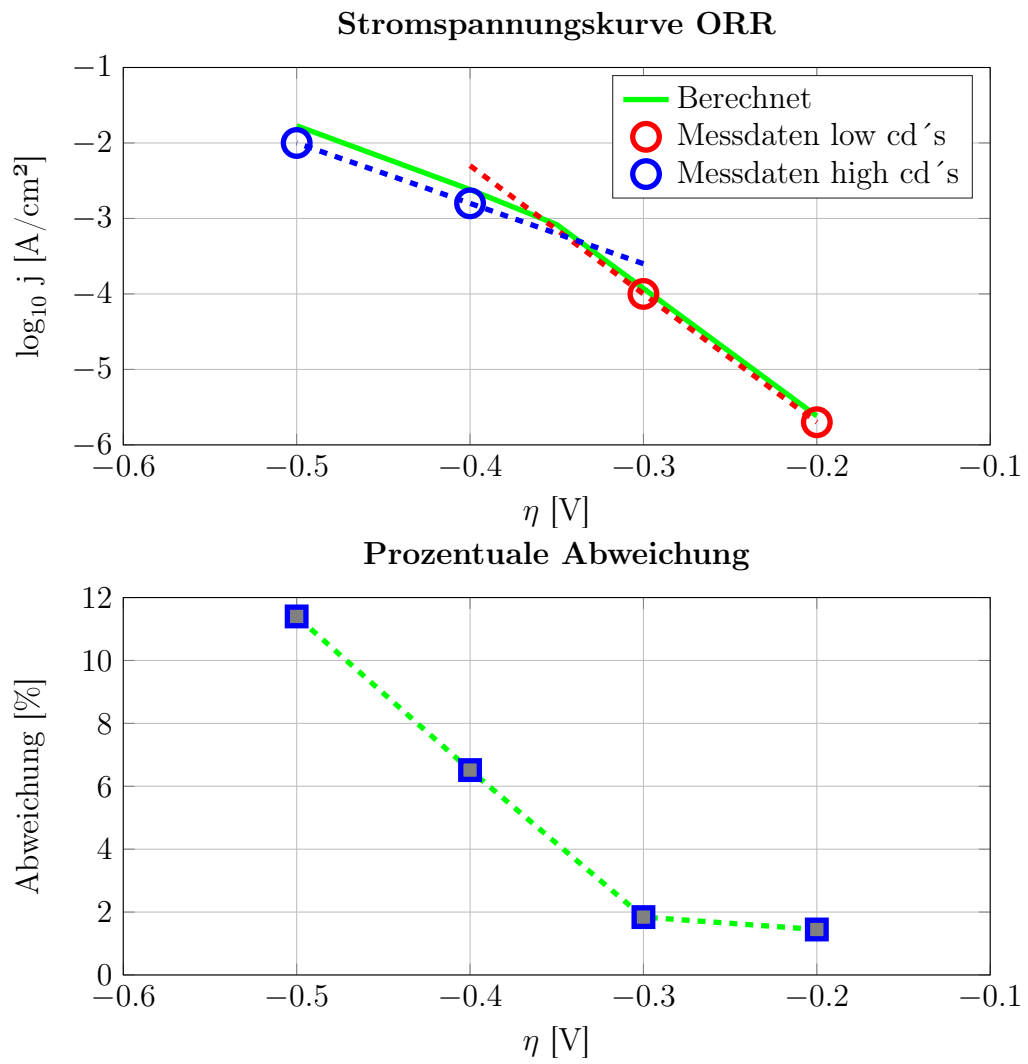 Stromspannungskurve ORR
−1
−2
−3
−4
−5
−6
log₁₀ j [A/cm²]
Berechnet
Messdaten low cd´s
Messdaten high cd´s
−0.6 −0.5 −0.4 −0.3 −0.2 −0.1
η [V]
Prozentuale Abweichung
12
10
8
6
4
2
0
Abweichung [%]
−0.6 −0.5 −0.4 −0.3 −0.2 −0.1
η [V]